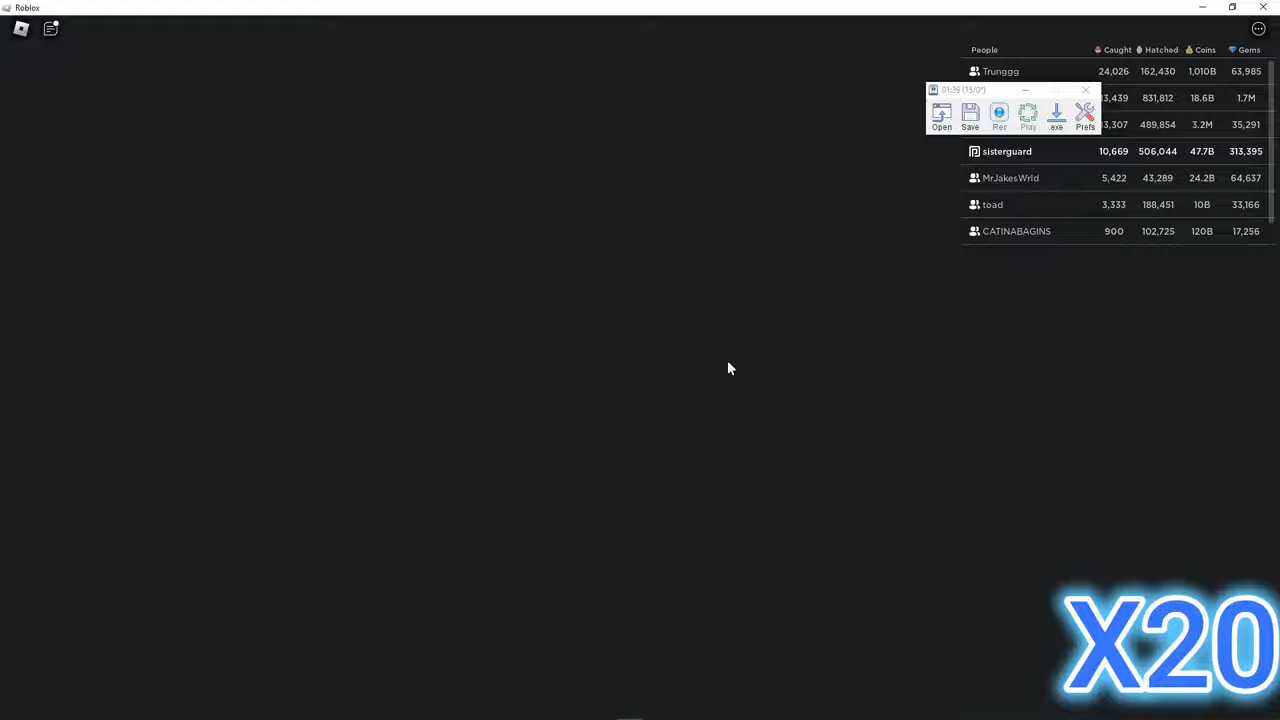 Roblox
People Caught Hatched Coins Gems
Trunggg 24,026 162,430 1,010B 63,985
01:39 (15/0*)
3,439 831,812 18.6B 1.7M
Open Save Rec Play .exe Prefs
3,307 489,854 3.2M 35,291
sisterguard 10,669 506,044 47.7B 313,395
MrJakesWrld 5,422 43,289 24.2B 64,637
toad 3,333 188,451 10B 33,166
CATINABAGINS 900 102,725 120B 17,256
X20